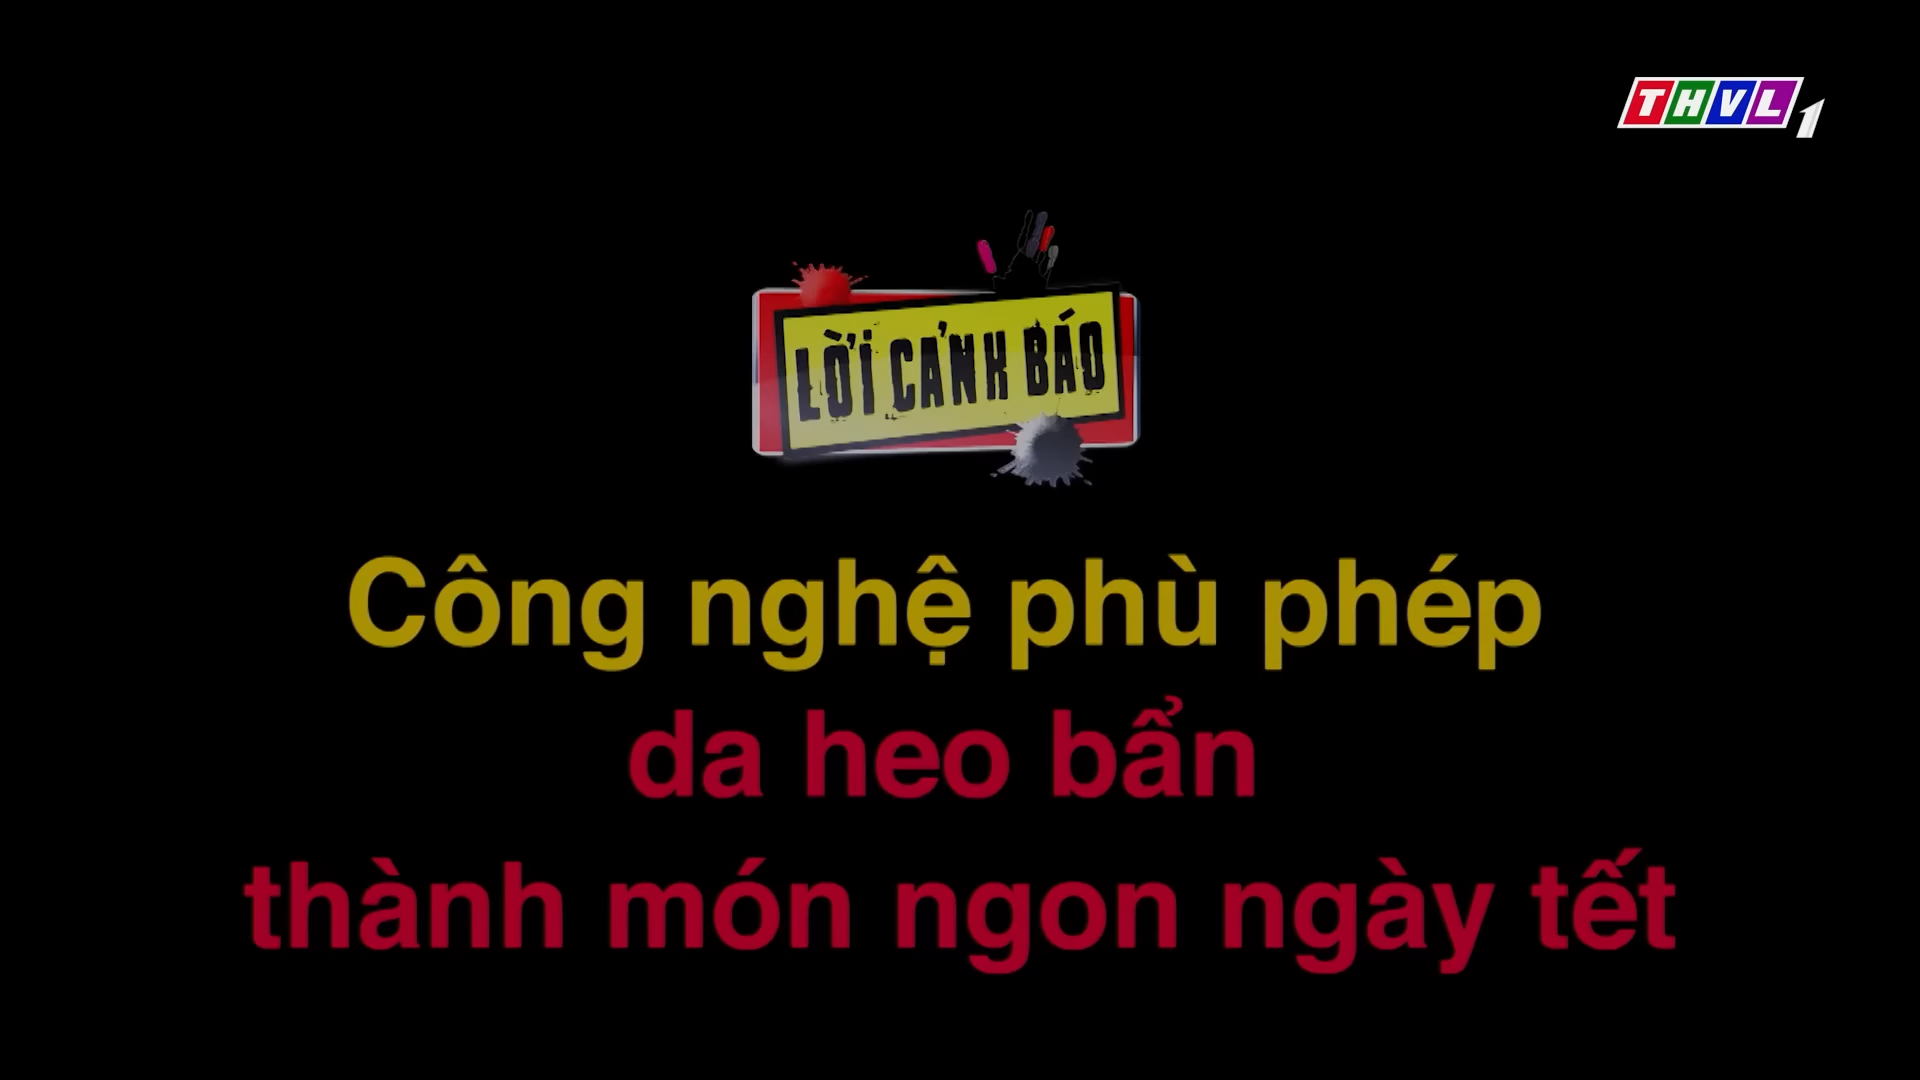 THVL1
LỜI CẢNH BÁO
Công nghệ phù phép
da heo bẩn
thành món ngon ngày tết